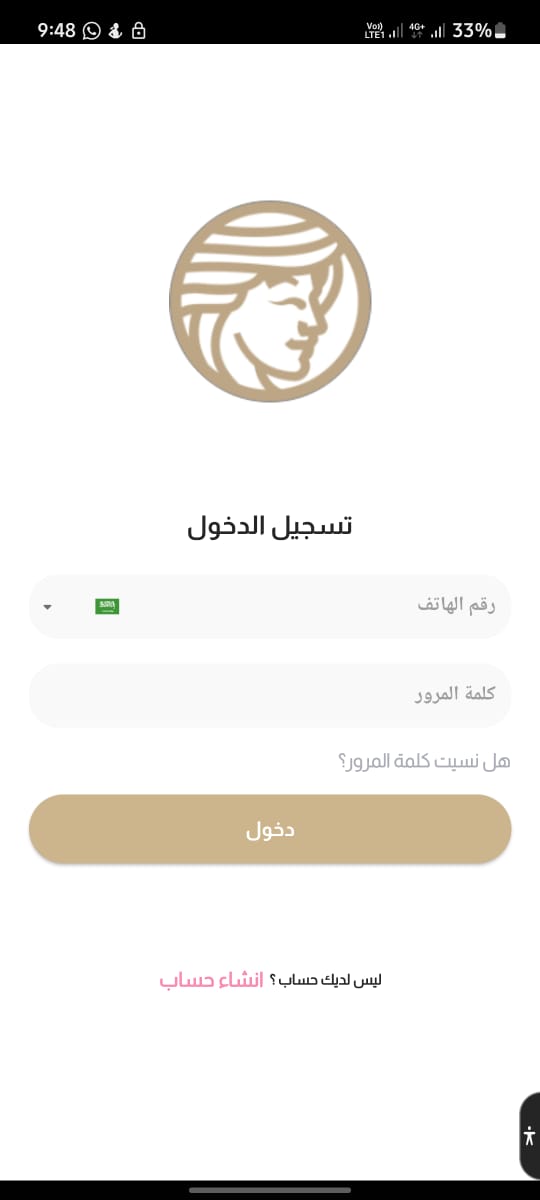 9:48
Vo)) LTE1 4G+ 33%
تسجيل الدخول
رقم الهاتف
كلمة المرور
هل نسيت كلمة المرور؟
دخول
ليس لديك حساب ؟ انشاء حساب